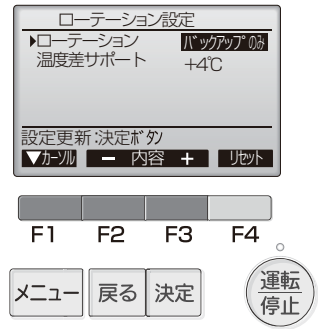 ローテーション設定
▶ローテーション バックアップのみ
温度差サポート +4℃
設定更新:決定ボタン
▼カーソル − 内容 + リセット
F1 F2 F3 F4
メニュー 戻る 決定 運転
停止